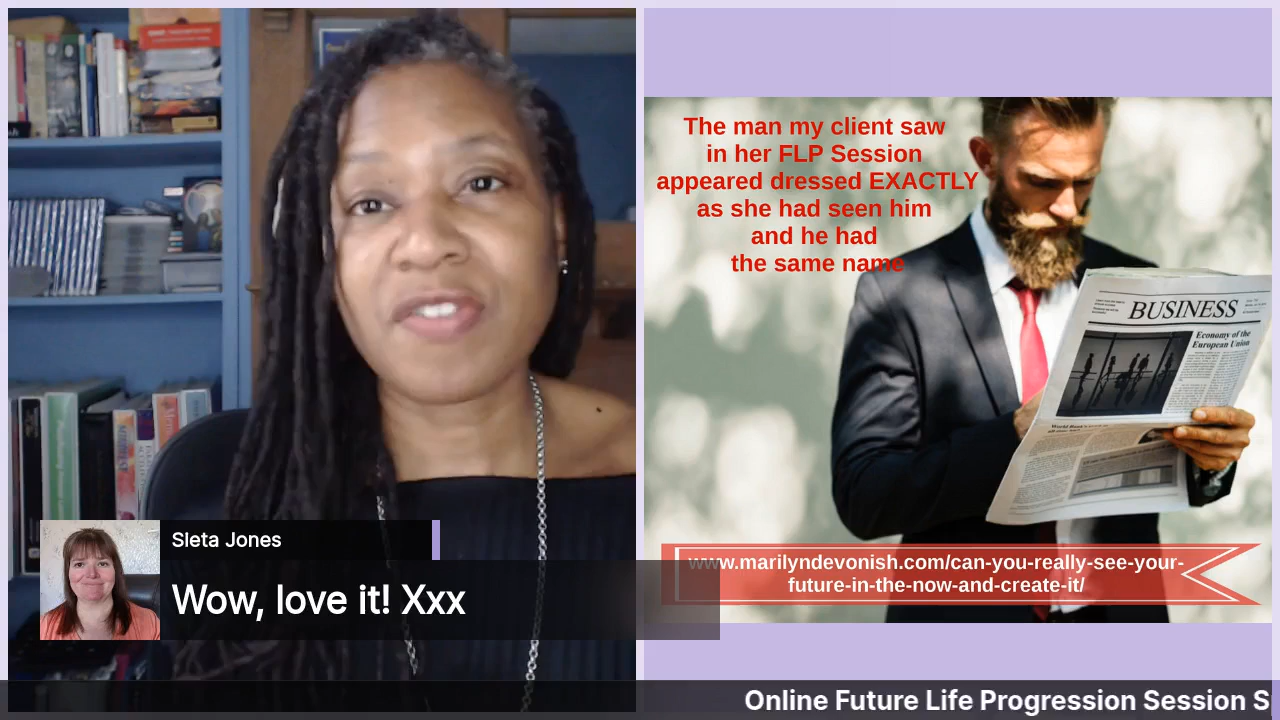 The man my client saw
in her FLP Session
appeared dressed EXACTLY
as she had seen him
and he had
the same name
BUSINESS
Economy of the
European Union
www.marilyndevonish.com/can-you-really-see-your-
future-in-the-now-and-create-it/
Sleta Jones
Wow, love it! Xxx
Online Future Life Progression Session S